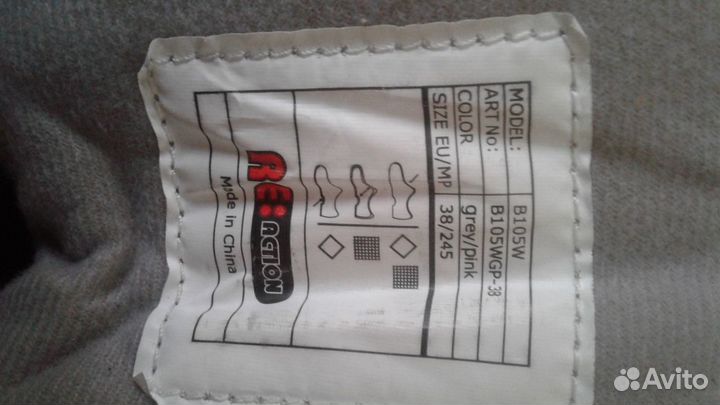 MODEL: B105W
ART No: B105WGP-38
COLOR grey/pink
SIZE EU/MP 38/245
RE:ACTION
Made in China
Avito